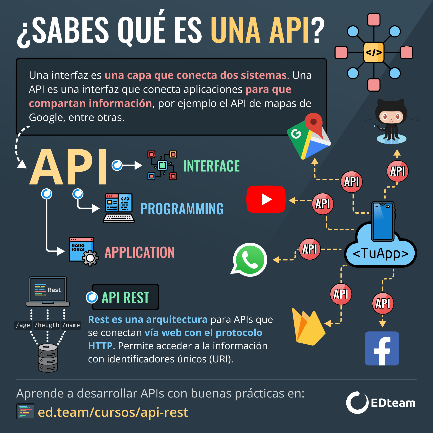 ¿SABES QUÉ ES UNA API?
Una interfaz es una capa que conecta dos sistemas. Una
API es una interfaz que conecta aplicaciones para que
compartan información, por ejemplo el API de mapas de
Google, entre otras.
</>
API
INTERFACE
PROGRAMMING
APPLICATION
G
API
API
API
API
API
API
<TuApp>
Rest
/age /height /name
API REST
Rest es una arquitectura para APIs que
se conectan vía web con el protocolo
HTTP. Permite acceder a la información
con identificadores únicos (URI).
f
Aprende a desarrollar APIs con buenas prácticas en:
ed.team/cursos/api-rest
EDteam